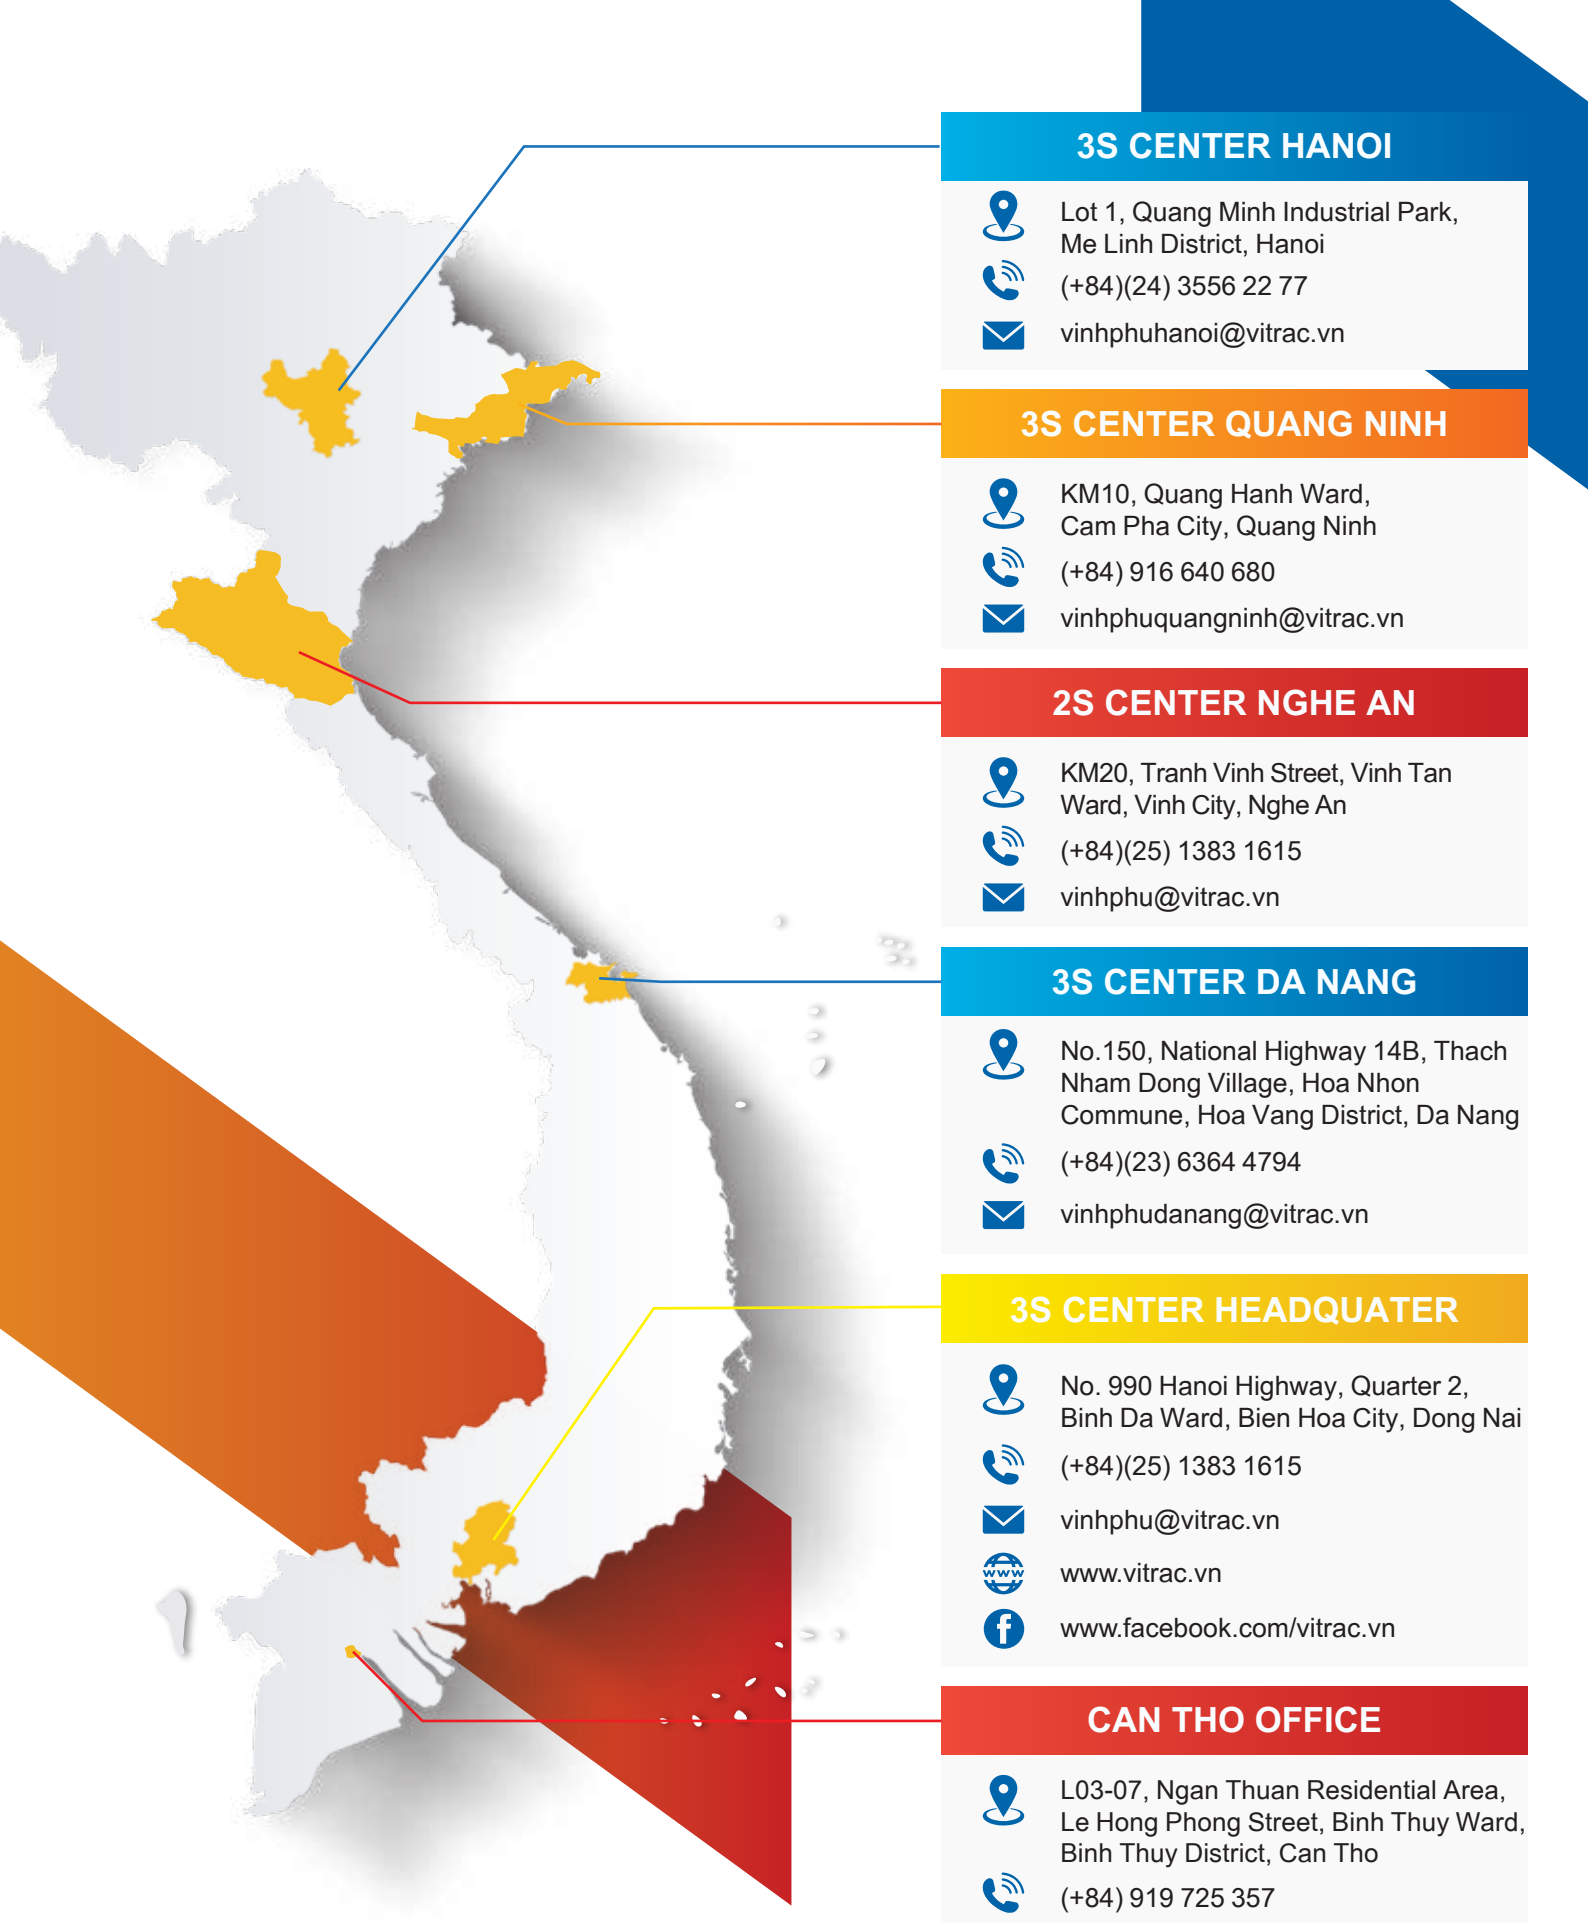 3S CENTER HANOI
Lot 1, Quang Minh Industrial Park,
Me Linh District, Hanoi
(+84)(24) 3556 22 77
vinhphuhanoi@vitrac.vn
3S CENTER QUANG NINH
KM10, Quang Hanh Ward,
Cam Pha City, Quang Ninh
(+84) 916 640 680
vinhphuquangninh@vitrac.vn
2S CENTER NGHE AN
KM20, Tranh Vinh Street, Vinh Tan
Ward, Vinh City, Nghe An
(+84)(25) 1383 1615
vinhphu@vitrac.vn
3S CENTER DA NANG
No.150, National Highway 14B, Thach
Nham Dong Village, Hoa Nhon
Commune, Hoa Vang District, Da Nang
(+84)(23) 6364 4794
vinhphudanang@vitrac.vn
3S CENTER HEADQUATER
No. 990 Hanoi Highway, Quarter 2,
Binh Da Ward, Bien Hoa City, Dong Nai
(+84)(25) 1383 1615
vinhphu@vitrac.vn
www
www.vitrac.vn
f
www.facebook.com/vitrac.vn
CAN THO OFFICE
L03-07, Ngan Thuan Residential Area,
Le Hong Phong Street, Binh Thuy Ward,
Binh Thuy District, Can Tho
(+84) 919 725 357